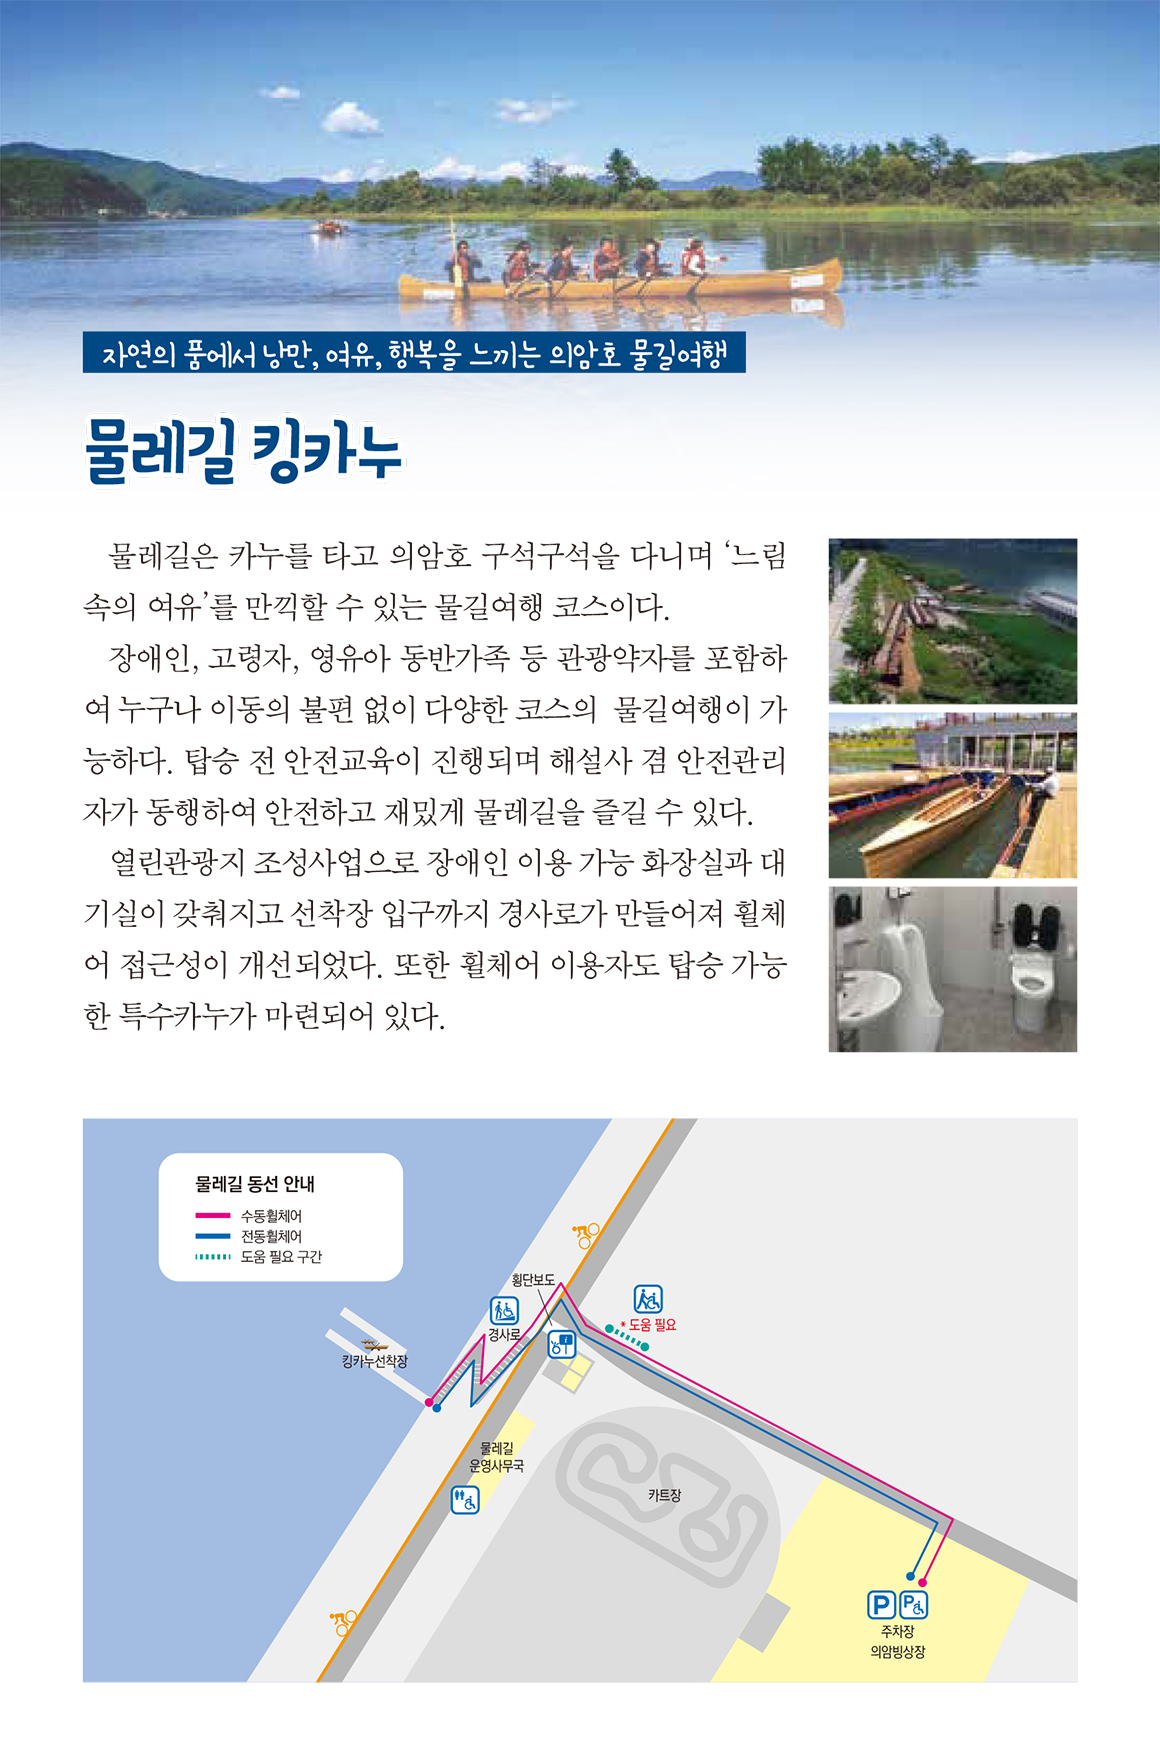 자연의 품에서 낭만, 여유, 행복을 느끼는 의암호 물길여행
물레길 킹카누
물레길은 카누를 타고 의암호 구석구석을 다니며 ‘느림
속의 여유’를 만끽할 수 있는 물길여행 코스이다.
장애인, 고령자, 영유아 동반가족 등 관광약자를 포함하
여 누구나 이동의 불편 없이 다양한 코스의 물길여행이 가
능하다. 탑승 전 안전교육이 진행되며 해설사 겸 안전관리
자가 동행하여 안전하고 재밌게 물레길을 즐길 수 있다.
열린관광지 조성사업으로 장애인 이용 가능 화장실과 대
기실이 갖춰지고 선착장 입구까지 경사로가 만들어져 휠체
어 접근성이 개선되었다. 또한 휠체어 이용자도 탑승 가능
한 특수카누가 마련되어 있다.
물레길 동선 안내
수동휠체어
전동휠체어
도움 필요 구간
횡단보도
경사로
* 도움 필요
킹카누선착장
물레길
운영사무국
카트장
P P
주차장
의암빙상장